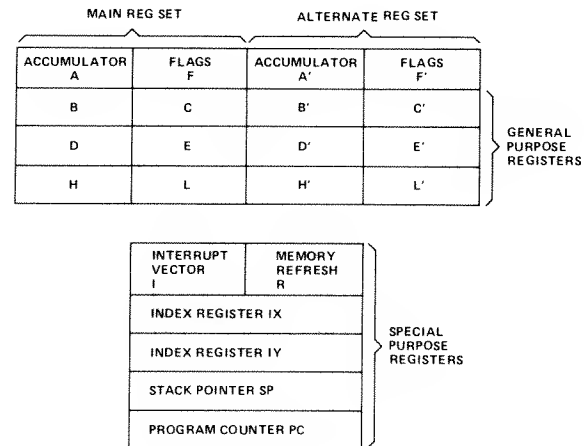 MAIN REG SET
ALTERNATE REG SET
ACCUMULATOR
A
FLAGS
F
ACCUMULATOR
A'
FLAGS
F'
B
C
B'
C'
D
E
D'
E'
H
L
H'
L'
GENERAL
PURPOSE
REGISTERS
INTERRUPT
VECTOR
I
MEMORY
REFRESH
R
INDEX REGISTER IX
INDEX REGISTER IY
STACK POINTER SP
PROGRAM COUNTER PC
SPECIAL
PURPOSE
REGISTERS